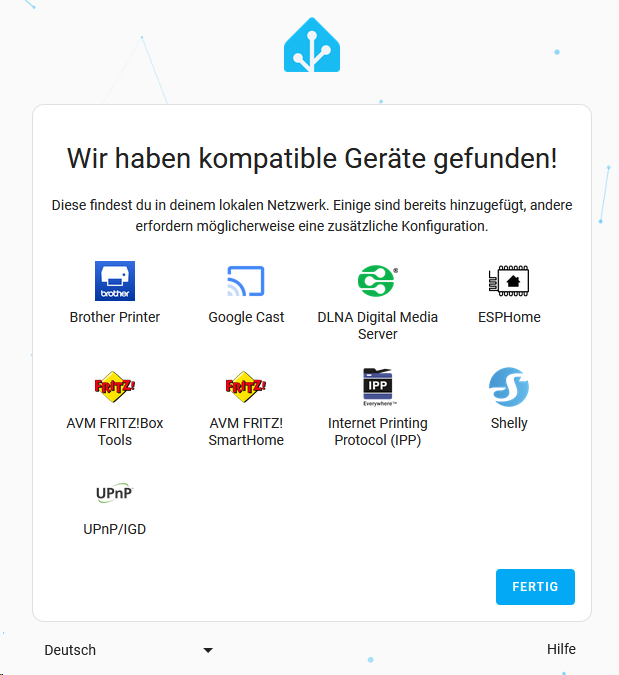 Wir haben kompatible Geräte gefunden!
Diese findest du in deinem lokalen Netzwerk. Einige sind bereits hinzugefügt, andere
erfordern möglicherweise eine zusätzliche Konfiguration.
brother
Brother Printer
Google Cast
DLNA Digital Media
Server
ESPHome
FRITZ!
AVM FRITZ!Box
Tools
FRITZ!
AVM FRITZ!
SmartHome
IPP
Everywhere™
Internet Printing
Protocol (IPP)
Shelly
UPnP
UPnP/IGD
FERTIG
Deutsch
Hilfe